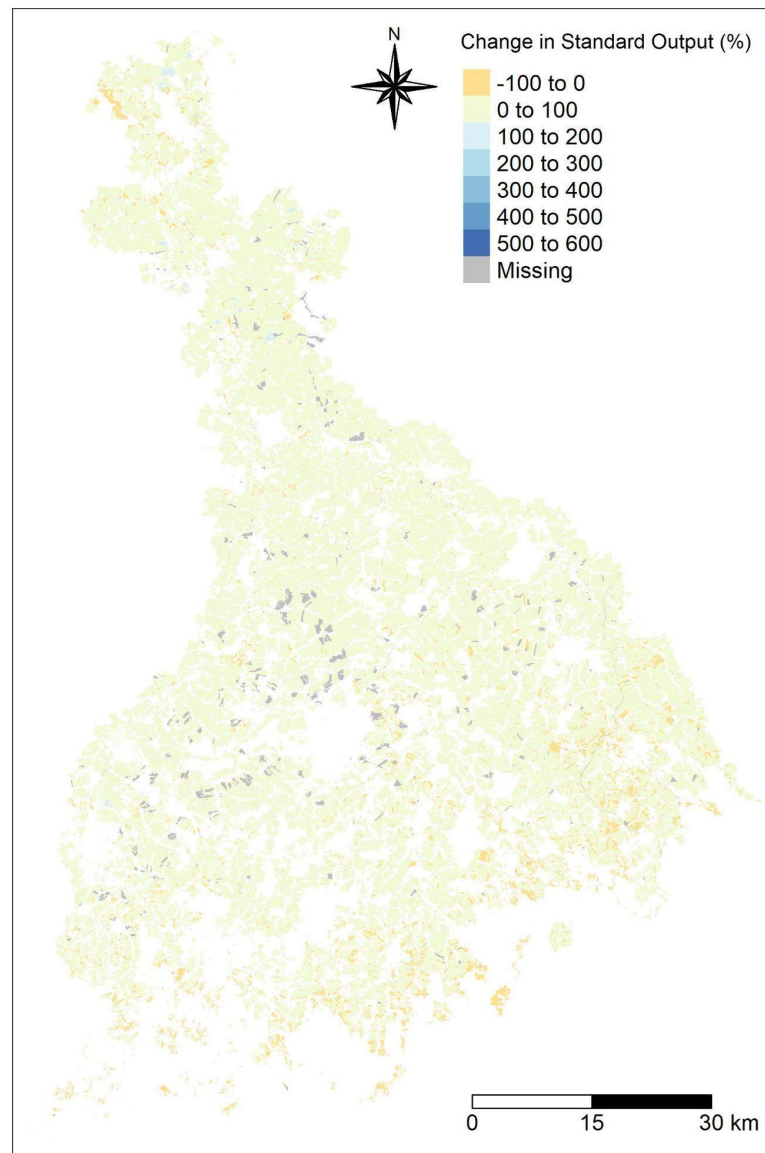 N
Change in Standard Output (%)
-100 to 0
0 to 100
100 to 200
200 to 300
300 to 400
400 to 500
500 to 600
Missing
0 15 30 km